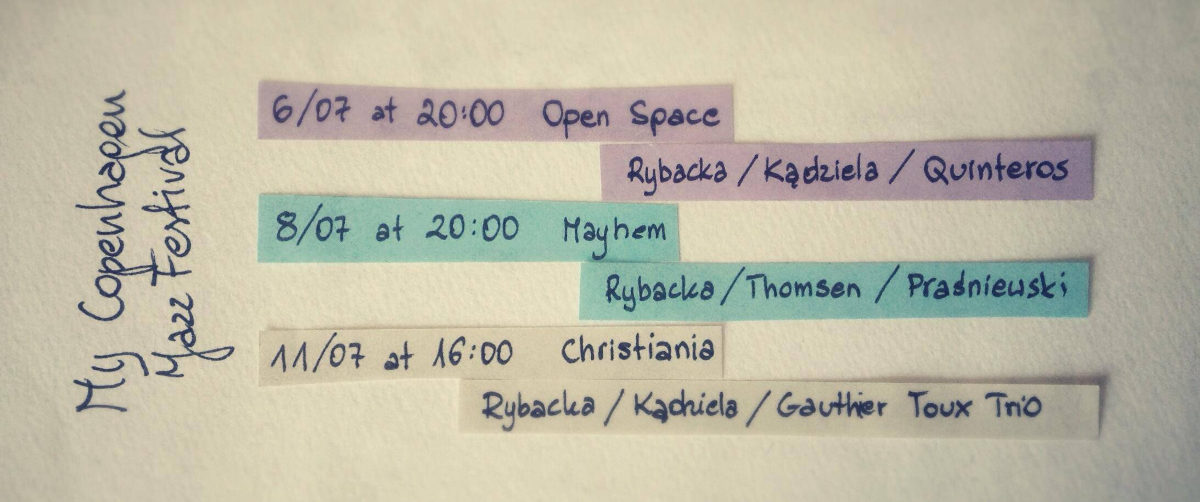 My Copenhagen
Jazz Festival
6/07 at 20:00 Open Space
Rybacka / Kądziela / Quinteros
8/07 at 20:00 Mayhem
Rybacka / Thomsen / Praśniewski
11/07 at 16:00 Christiania
Rybacka / Kądziela / Gauthier Toux Trio